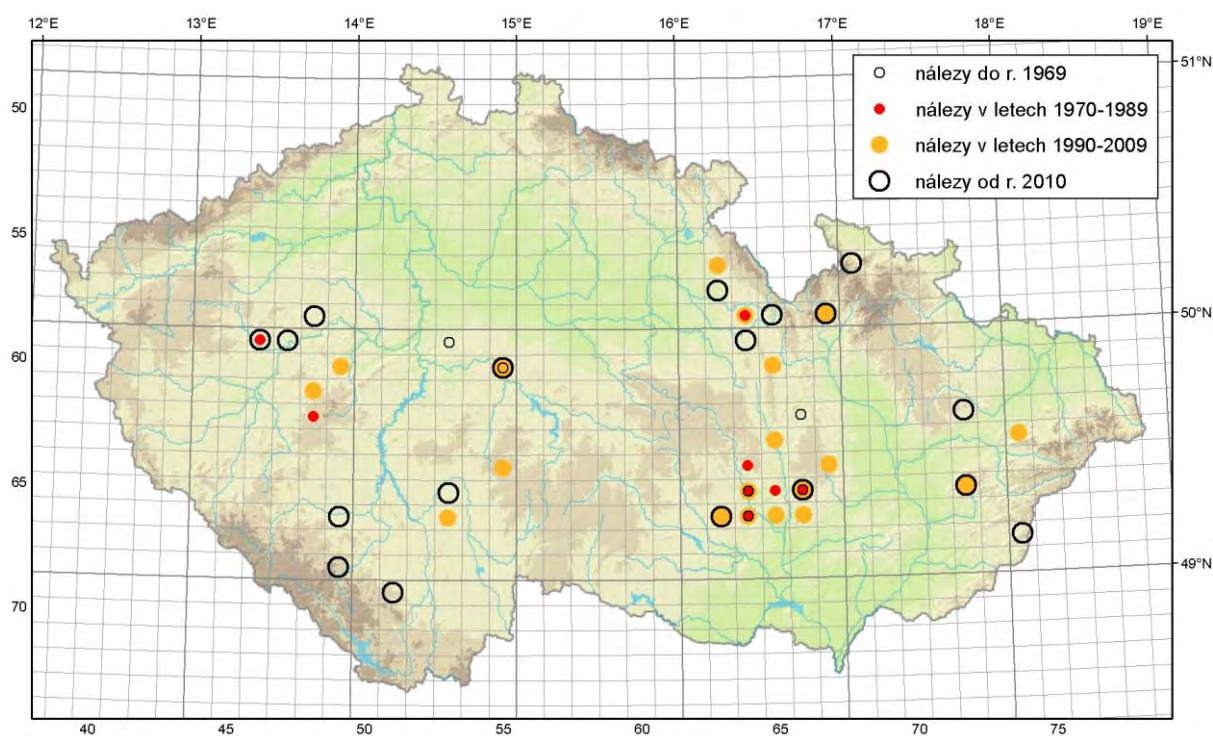 12°E 13°E 14°E 15°E 16°E 17°E 18°E 19°E
nálezy do r. 1969
nálezy v letech 1970-1989
nálezy v letech 1990-2009
nálezy od r. 2010
51°N
50
55
50°N
60
65
49°N
70
40 45 50 55 60 65 70 75